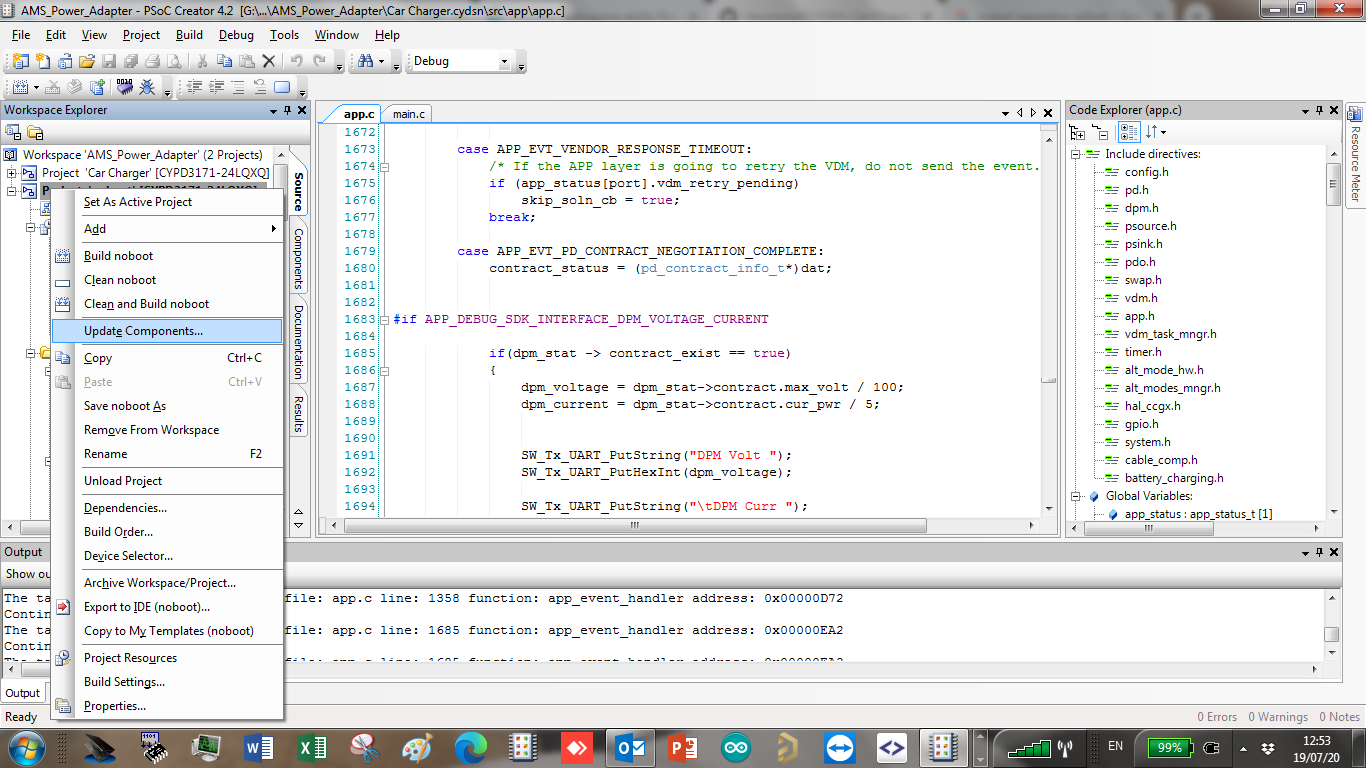 AMS_Power_Adapter - PSoC Creator 4.2 [G:\...\AMS_Power_Adapter\Car Charger.cydsn\src\app\app.c]
File Edit View Project Build Debug Tools Window Help
Debug
Workspace Explorer
Workspace 'AMS_Power_Adapter' (2 Projects)
Project 'Car Charger' [CYPD3171-24LQXQ]
Set As Active Project
Add
Build noboot
Clean noboot
Clean and Build noboot
Update Components...
Copy Ctrl+C
Paste Ctrl+V
Save noboot As
Remove From Workspace
Rename F2
Unload Project
Dependencies...
Build Order...
Device Selector...
Archive Workspace/Project...
Export to IDE (noboot)...
Copy to My Templates (noboot)
Project Resources
Build Settings...
Properties...
Source
Components
Documentation
Results
app.c main.c
1672
1673 case APP_EVT_VENDOR_RESPONSE_TIMEOUT:
1674 /* If the APP layer is going to retry the VDM, do not send the event.
1675 if (app_status[port].vdm_retry_pending)
1676 skip_soln_cb = true;
1677 break;
1678
1679 case APP_EVT_PD_CONTRACT_NEGOTIATION_COMPLETE:
1680 contract_status = (pd_contract_info_t*)dat;
1681
1682
1683 #if APP_DEBUG_SDK_INTERFACE_DPM_VOLTAGE_CURRENT
1684
1685 if(dpm_stat -> contract_exist == true)
1686 {
1687 dpm_voltage = dpm_stat->contract.max_volt / 100;
1688 dpm_current = dpm_stat->contract.cur_pwr / 5;
1689
1690
1691 SW_Tx_UART_PutString("DPM Volt ");
1692 SW_Tx_UART_PutHexInt(dpm_voltage);
1693
1694 SW_Tx_UART_PutString("\tDPM Curr ");
Code Explorer (app.c)
Include directives:
config.h
pd.h
dpm.h
psource.h
psink.h
pdo.h
swap.h
vdm.h
app.h
vdm_task_mngr.h
timer.h
alt_mode_hw.h
alt_modes_mngr.h
hal_ccgx.h
gpio.h
system.h
cable_comp.h
battery_charging.h
Global Variables:
app_status : app_status_t [1]
Resource Meter
Output
Show ou
The ta file: app.c line: 1358 function: app_event_handler address: 0x00000D72
Contin
The ta file: app.c line: 1685 function: app_event_handler address: 0x00000EA2
Contin
The ta file: app.c line: 1685 function: app_event_handler address: 0x00000EA2
Output
Ready
0 Errors 0 Warnings 0 Notes
EN
99%
12:53
19/07/20